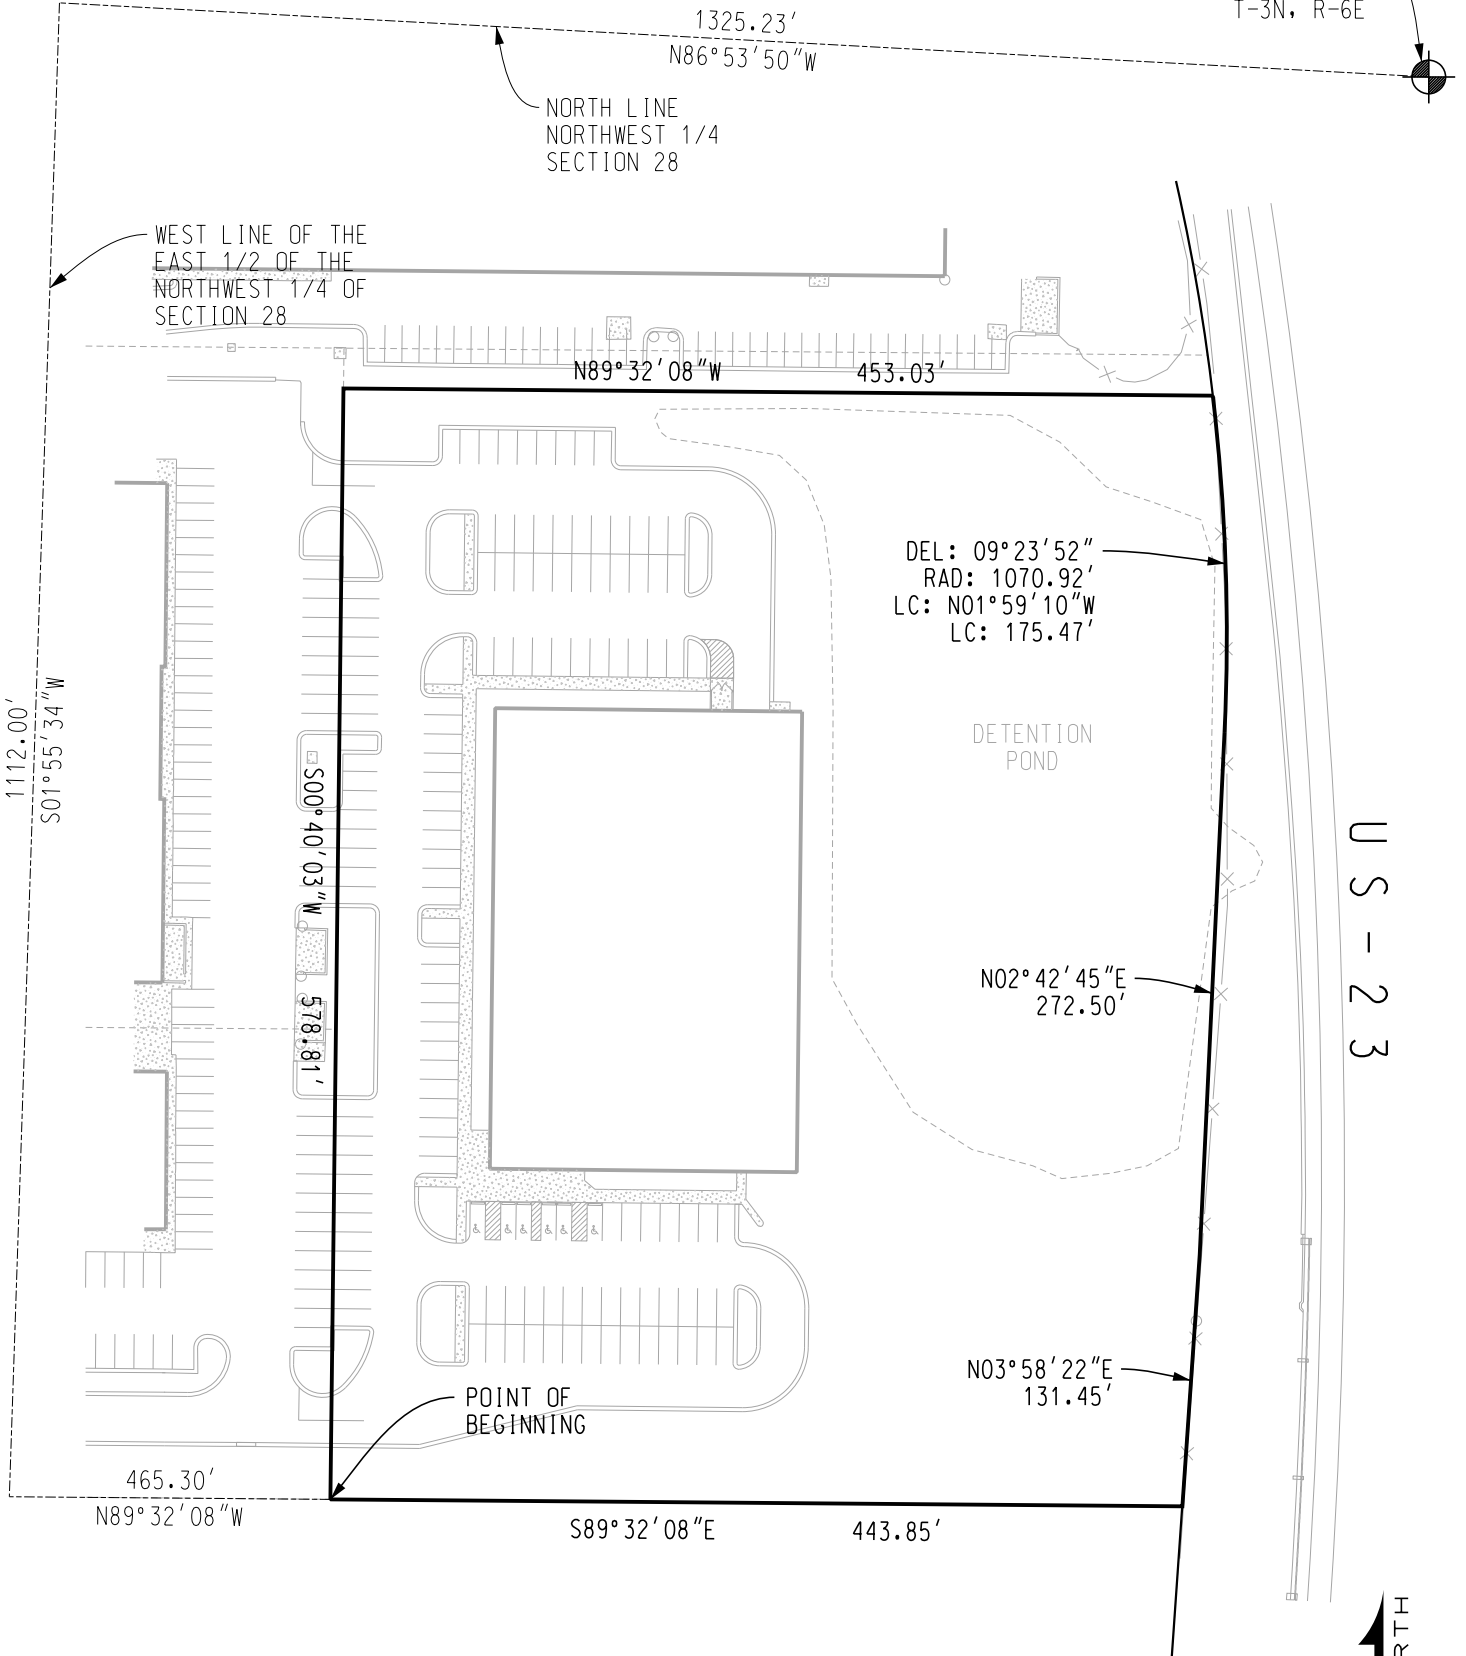 T-3N, R-6E
1325.23'
N86°53'50"W
NORTH LINE
NORTHWEST 1/4
SECTION 28
WEST LINE OF THE
EAST 1/2 OF THE
NORTHWEST 1/4 OF
SECTION 28
N89°32'08"W 453.03'
DEL: 09°23'52"
RAD: 1070.92'
LC: N01°59'10"W
LC: 175.47'
DETENTION
POND
1112.00'
S01°55'34"W
S00°40'03"W 578.81'
US-23
N02°42'45"E
272.50'
N03°58'22"E
131.45'
POINT OF
BEGINNING
465.30'
N89°32'08"W
S89°32'08"E 443.85'
RTH